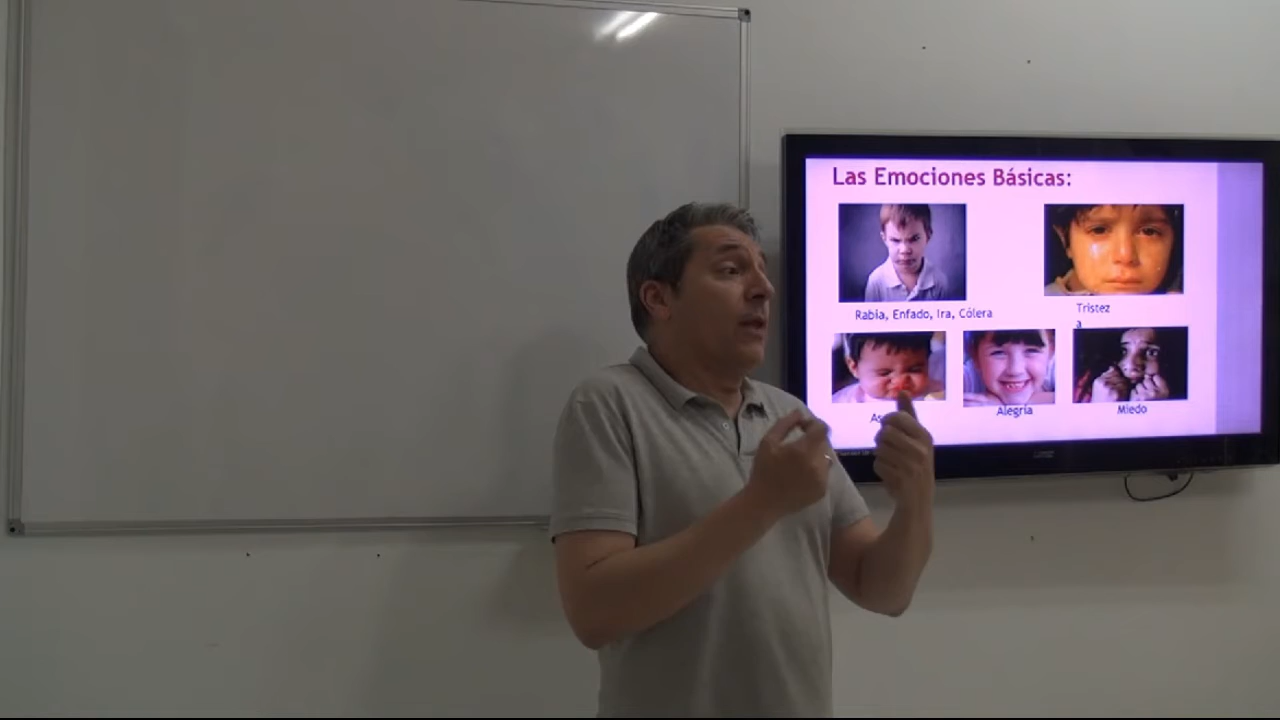 Las Emociones Básicas:
Rabia, Enfado, Ira, Cólera
Tristez
a
Alegría
Miedo